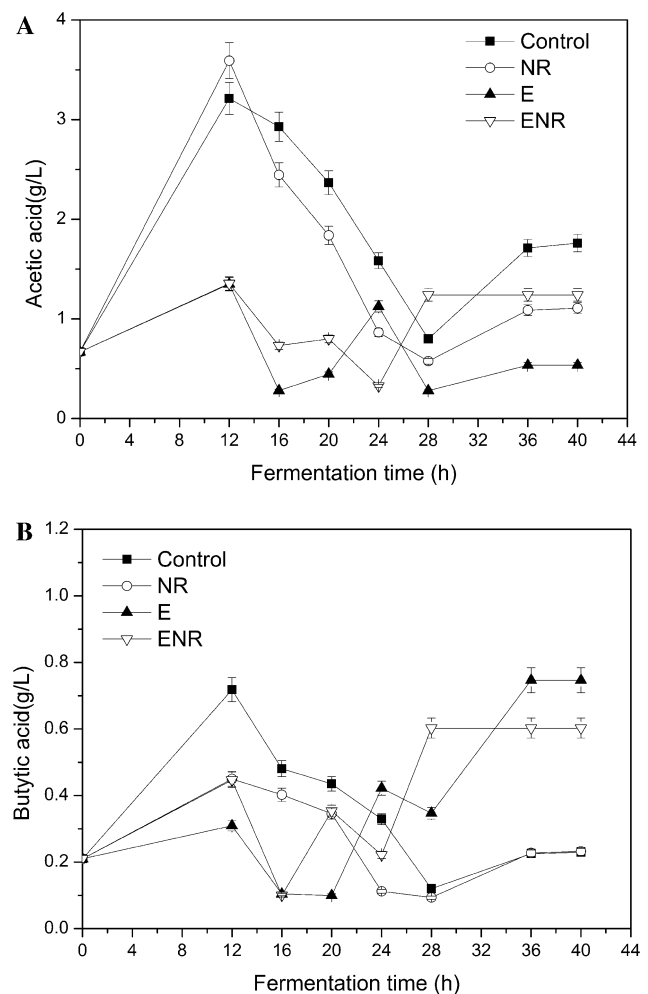 A
4
3
2
1
0
Acetic acid(g/L)
Control
NR
E
ENR
0 4 8 12 16 20 24 28 32 36 40 44
Fermentation time (h)
B
1.2
1.0
0.8
0.6
0.4
0.2
0.0
Butytic acid(g/L)
Control
NR
E
ENR
0 4 8 12 16 20 24 28 32 36 40 44
Fermentation time (h)